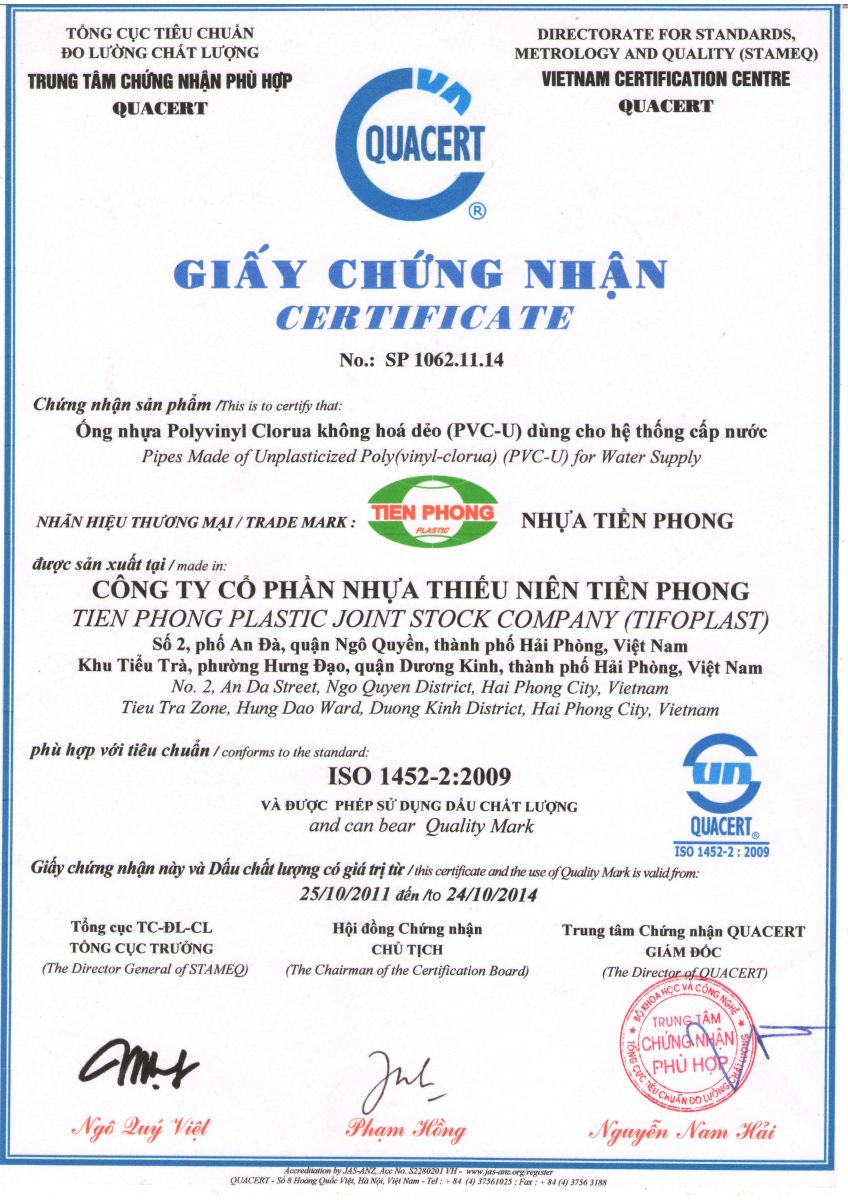 TỔNG CỤC TIÊU CHUẨN
ĐO LƯỜNG CHẤT LƯỢNG
TRUNG TÂM CHỨNG NHẬN PHÙ HỢP
QUACERT
DIRECTORATE FOR STANDARDS,
METROLOGY AND QUALITY (STAMEQ)
VIETNAM CERTIFICATION CENTRE
QUACERT
QUACERT
®
GIẤY CHỨNG NHẬN
CERTIFICATE
No.: SP 1062.11.14
Chứng nhận sản phẩm /This is to certify that:
Ống nhựa Polyvinyl Clorua không hoá dẻo (PVC-U) dùng cho hệ thống cấp nước
Pipes Made of Unplasticized Poly(vinyl-clorua) (PVC-U) for Water Supply
NHÃN HIỆU THƯƠNG MẠI / TRADE MARK :
TIEN PHONG
PLASTIC
NHỰA TIỀN PHONG
được sản xuất tại / made in:
CÔNG TY CỔ PHẦN NHỰA THIẾU NIÊN TIỀN PHONG
TIEN PHONG PLASTIC JOINT STOCK COMPANY (TIFOPLAST)
Số 2, phố An Đà, quận Ngô Quyền, thành phố Hải Phòng, Việt Nam
Khu Tiểu Trà, phường Hưng Đạo, quận Dương Kinh, thành phố Hải Phòng, Việt Nam
No. 2, An Da Street, Ngo Quyen District, Hai Phong City, Vietnam
Tieu Tra Zone, Hung Dao Ward, Duong Kinh District, Hai Phong City, Vietnam
phù hợp với tiêu chuẩn / conforms to the standard:
ISO 1452-2:2009
VÀ ĐƯỢC PHÉP SỬ DỤNG DẤU CHẤT LƯỢNG
and can bear Quality Mark
QUACERT®
ISO 1452-2 : 2009
Giấy chứng nhận này và Dấu chất lượng có giá trị từ / this certificate and the use of Quality Mark is valid from:
25/10/2011 đến /to 24/10/2014
Tổng cục TC-ĐL-CL
TỔNG CỤC TRƯỞNG
(The Director General of STAMEQ)
Hội đồng Chứng nhận
CHỦ TỊCH
(The Chairman of the Certification Board)
Trung tâm Chứng nhận QUACERT
GIÁM ĐỐC
(The Director of QUACERT)
BỘ KHOA HỌC VÀ CÔNG NGHỆ
TRUNG TÂM
CHỨNG NHẬN
PHÙ HỢP
TỔNG CỤC TIÊU CHUẨN ĐO LƯỜNG CHẤT LƯỢNG
Ngô Quý Việt
Phạm Hồng
Nguyễn Nam Hải
Accreditation by JAS-ANZ, Acc No. S2280201 VH - www.jas-anz.org/register
QUACERT - Số 8 Hoàng Quốc Việt, Hà Nội, Việt Nam - Tel : + 84 (4) 37561025 ; Fax : + 84 (4) 3756 3188